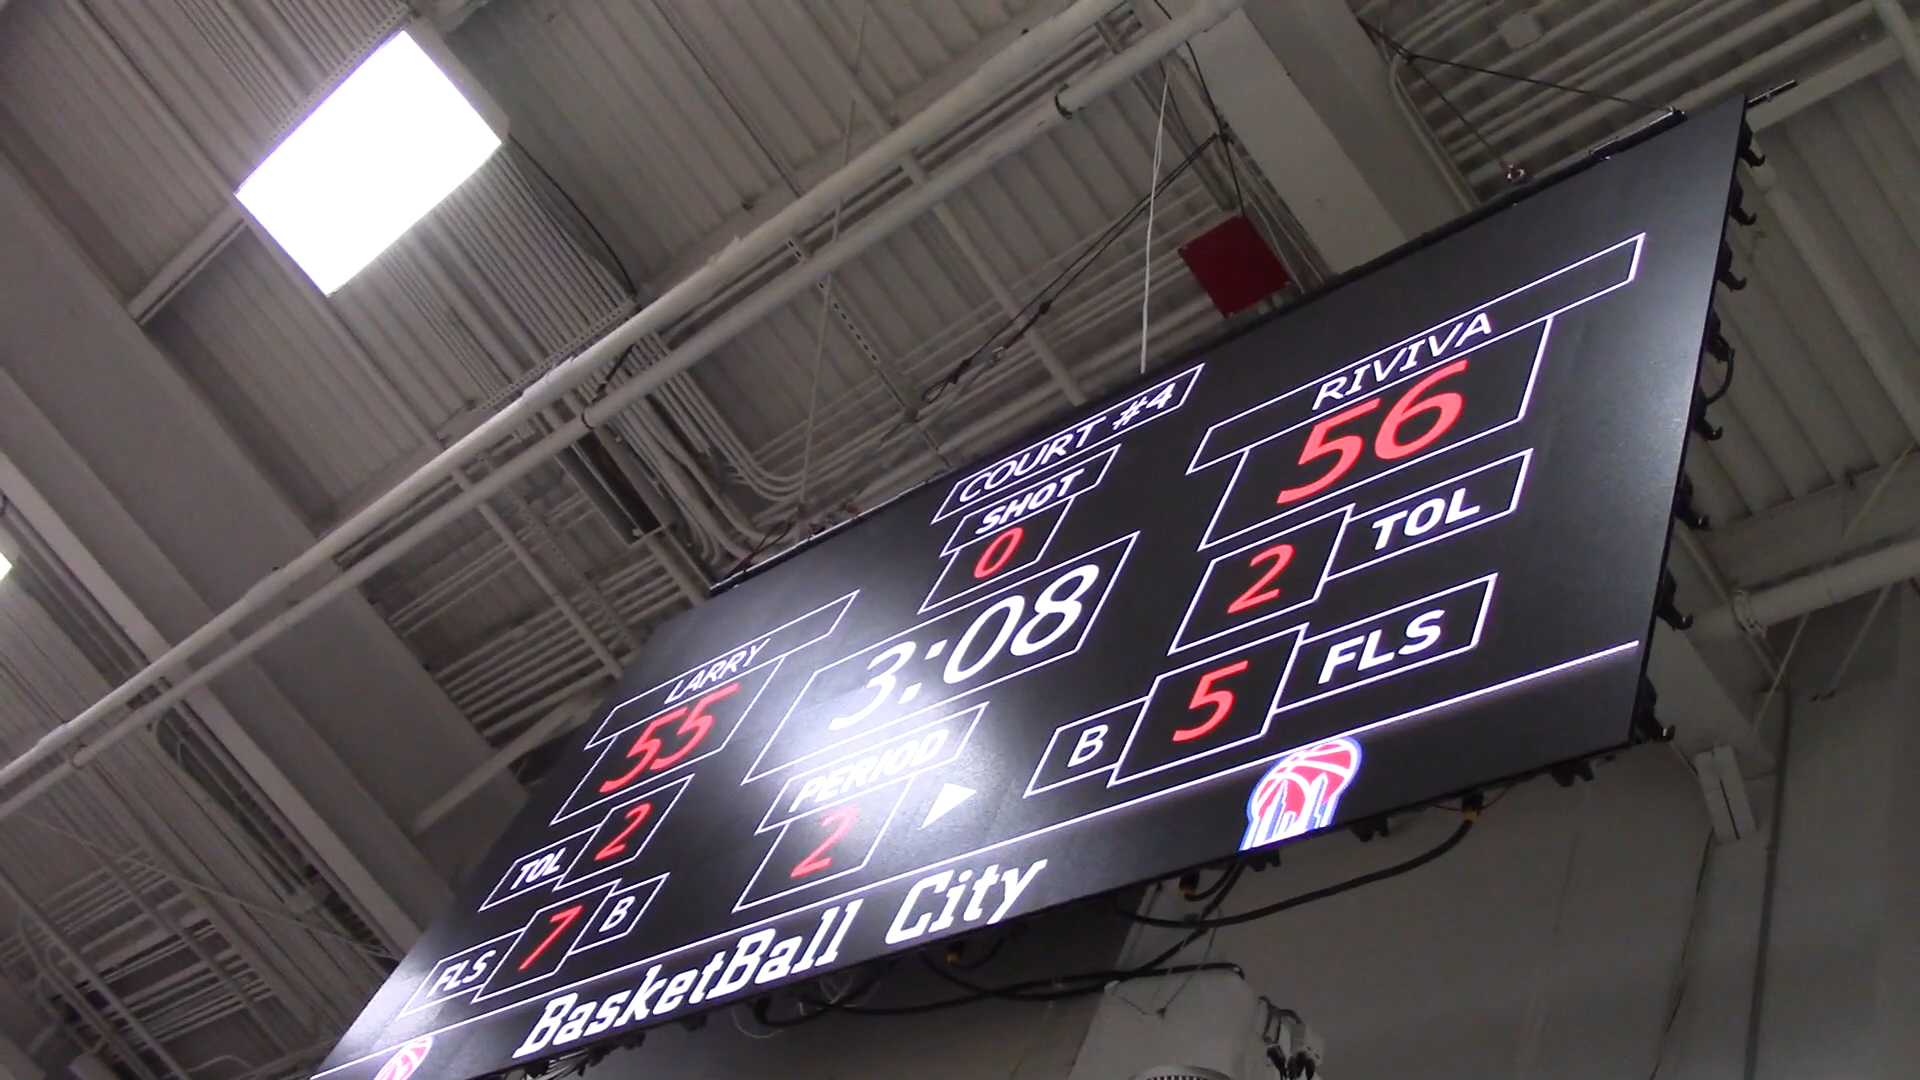 COURT #4
SHOT
0
LARRY
55
3:08
RIVIVA
56
TOL 2
PERIOD
2
2 TOL
FLS 7 B
B 5 FLS
BasketBall City